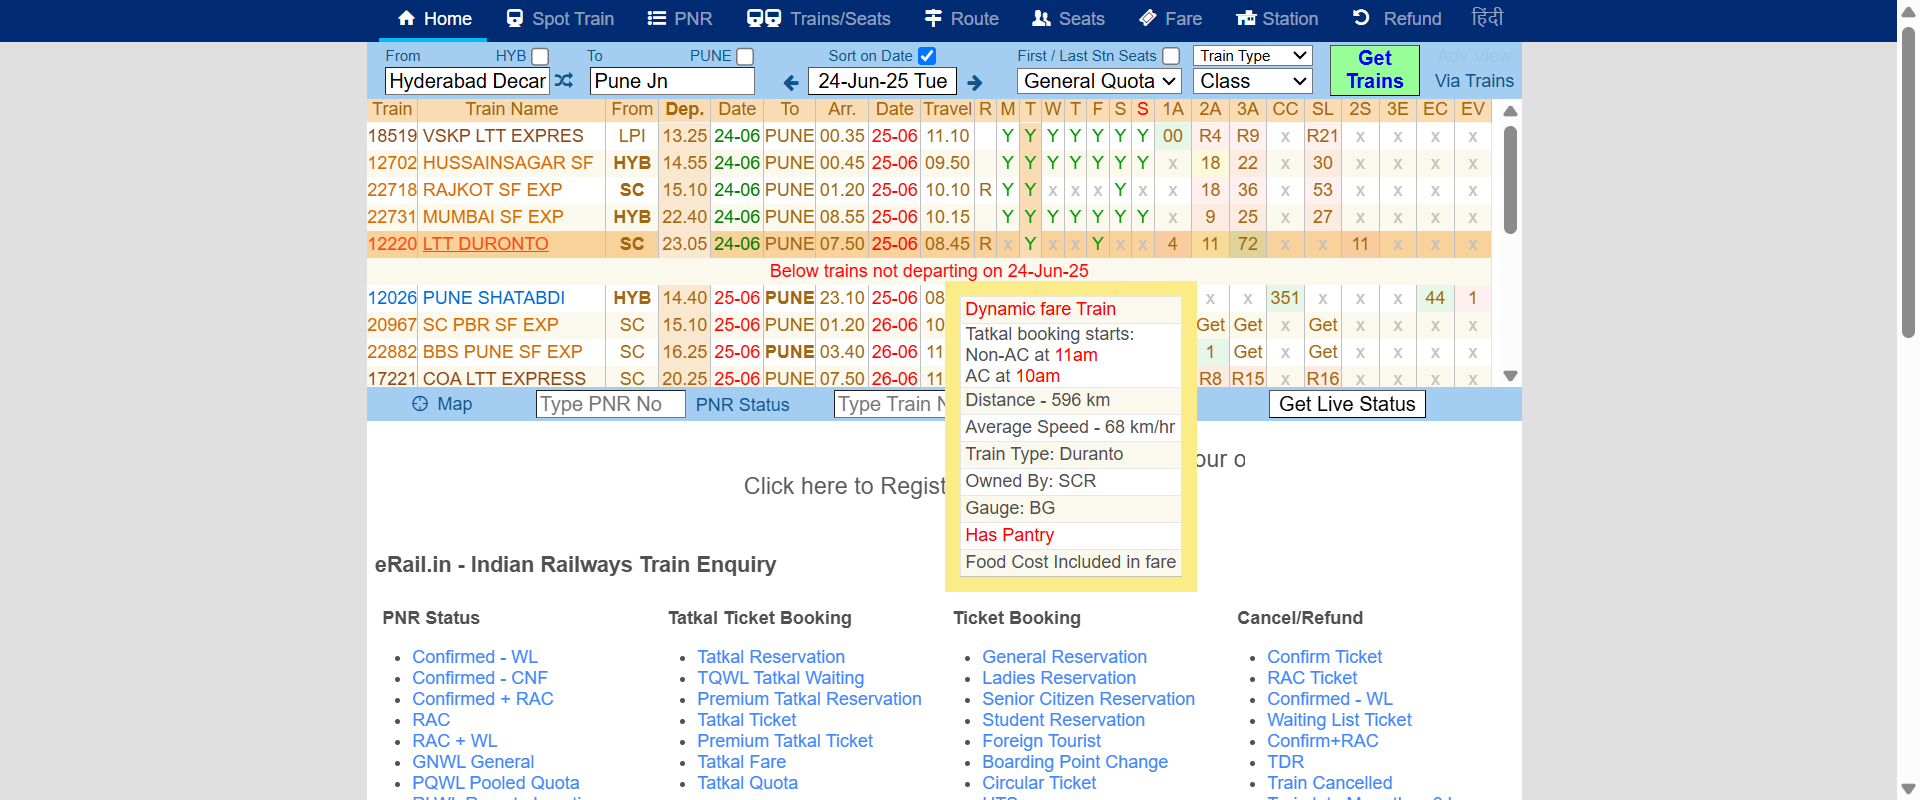 Home Spot Train PNR Trains/Seats Route Seats Fare Station Refund हिंदी
From HYB To PUNE Sort on Date First / Last Stn Seats Train Type Get Trains Adv View
Hyderabad Decar Pune Jn 24-Jun-25 Tue General Quota Class Via Trains
Train Train Name From Dep. Date To Arr. Date Travel R M T W T F S S 1A 2A 3A CC SL 2S 3E EC EV
18519 VSKP LTT EXPRES LPI 13.25 24-06 PUNE 00.35 25-06 11.10 Y Y Y Y Y Y Y 00 R4 R9 x R21 x x x x
12702 HUSSAINSAGAR SF HYB 14.55 24-06 PUNE 00.45 25-06 09.50 Y Y Y Y Y Y Y x 18 22 x 30 x x x x
22718 RAJKOT SF EXP SC 15.10 24-06 PUNE 01.20 25-06 10.10 R Y Y x x x Y x x 18 36 x 53 x x x x
22731 MUMBAI SF EXP HYB 22.40 24-06 PUNE 08.55 25-06 10.15 Y Y Y Y Y Y Y x 9 25 x 27 x x x x
12220 LTT DURONTO SC 23.05 24-06 PUNE 07.50 25-06 08.45 R x Y x x Y x x 4 11 72 x x 11 x x x
Below trains not departing on 24-Jun-25
12026 PUNE SHATABDI HYB 14.40 25-06 PUNE 23.10 25-06 08 x x 351 x x x 44 1
20967 SC PBR SF EXP SC 15.10 25-06 PUNE 01.20 26-06 10 Get Get x Get x x x x
22882 BBS PUNE SF EXP SC 16.25 25-06 PUNE 03.40 26-06 11 1 Get x Get x x x x
17221 COA LTT EXPRESS SC 20.25 25-06 PUNE 07.50 26-06 11 R8 R15 x R16 x x x x
Dynamic fare Train
Tatkal booking starts:
Non-AC at 11am
AC at 10am
Distance - 596 km
Average Speed - 68 km/hr
Train Type: Duranto
Owned By: SCR
Gauge: BG
Has Pantry
Food Cost Included in fare
Map Type PNR No PNR Status Type Train N Get Live Status
our o
Click here to Regist
eRail.in - Indian Railways Train Enquiry
PNR Status
Confirmed - WL
Confirmed - CNF
Confirmed + RAC
RAC
RAC + WL
GNWL General
PQWL Pooled Quota
Tatkal Ticket Booking
Tatkal Reservation
TQWL Tatkal Waiting
Premium Tatkal Reservation
Tatkal Ticket
Premium Tatkal Ticket
Tatkal Fare
Tatkal Quota
Ticket Booking
General Reservation
Ladies Reservation
Senior Citizen Reservation
Student Reservation
Foreign Tourist
Boarding Point Change
Circular Ticket
Cancel/Refund
Confirm Ticket
RAC Ticket
Confirmed - WL
Waiting List Ticket
Confirm+RAC
TDR
Train Cancelled